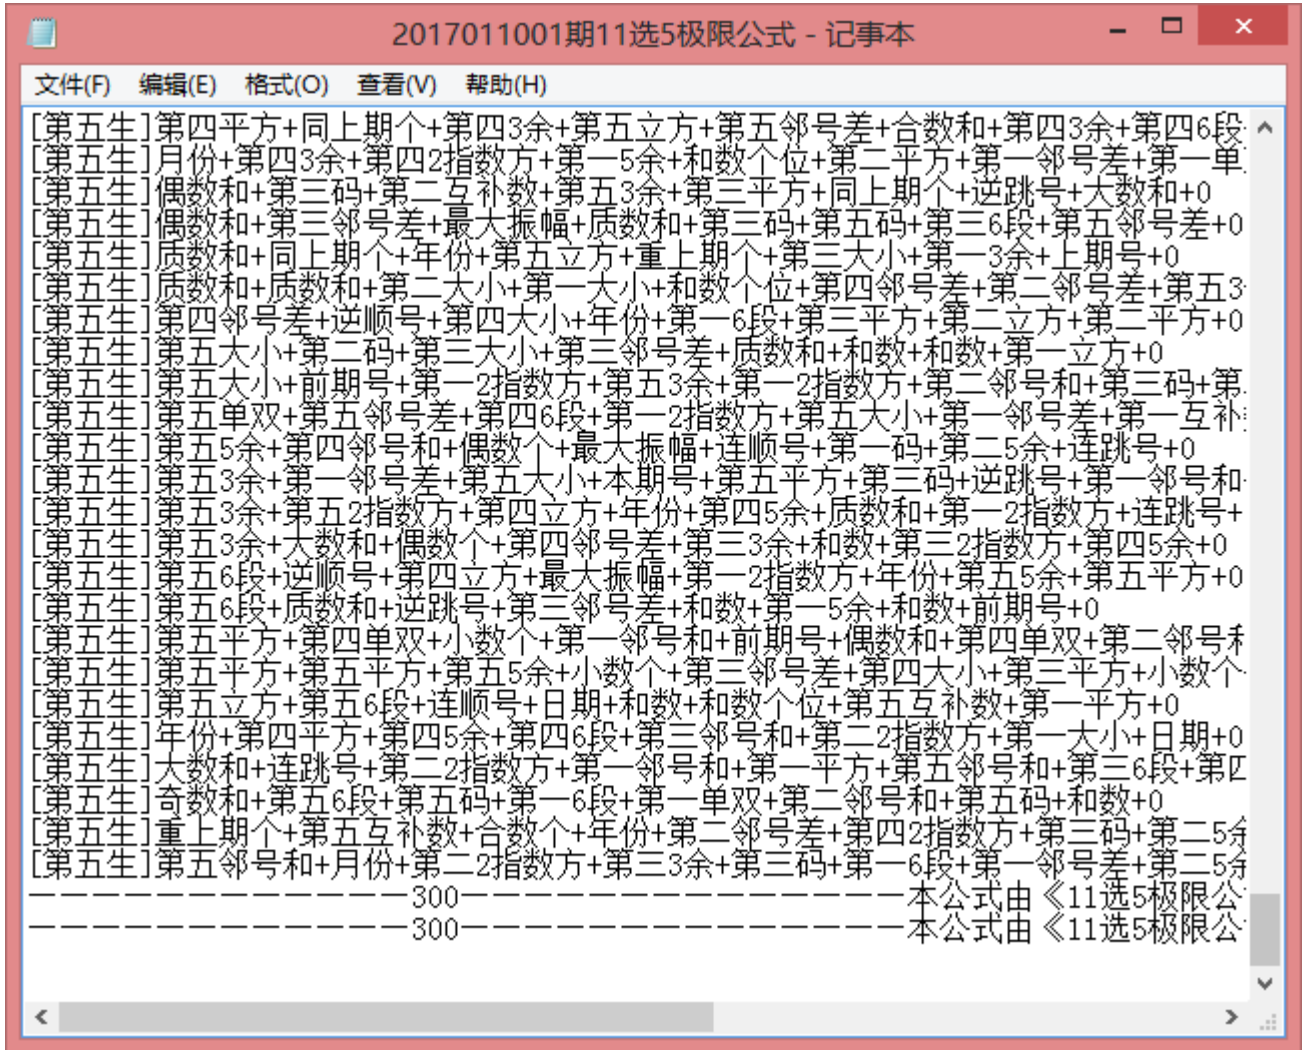 2017011001期11选5极限公式 - 记事本
文件(F) 编辑(E) 格式(O) 查看(V) 帮助(H)
[第五生]第四平方+同上期个+第四3余+第五立方+第五邻号差+合数和+第四3余+第四6段
[第五生]月份+第四3余+第四2指数方+第一5余+和数个位+第二平方+第一邻号差+第一单
[第五生]偶数和+第三码+第二互补数+第五3余+第三平方+同上期个+逆跳号+大数和+0
[第五生]偶数和+第三邻号差+最大振幅+质数和+第三码+第五码+第三6段+第五邻号差+0
[第五生]质数和+同上期个+年份+第五立方+重上期个+第三大小+第一3余+上期号+0
[第五生]质数和+质数和+第二大小+第一大小+和数个位+第四邻号差+第二邻号差+第五3
[第五生]第四邻号差+逆顺号+第四大小+年份+第一6段+第三平方+第二立方+第二平方+0
[第五生]第五大小+第二码+第三大小+第三邻号差+质数和+和数+和数+第一立方+0
[第五生]第五大小+前期号+第一2指数方+第五3余+第一2指数方+第二邻号和+第三码+第
[第五生]第五单双+第五邻号差+第四6段+第一2指数方+第五大小+第一邻号差+第一互补
[第五生]第五5余+第四邻号和+偶数个+最大振幅+连顺号+第一码+第二5余+连跳号+0
[第五生]第五3余+第一邻号差+第五大小+本期号+第五平方+第三码+逆跳号+第一邻号和
[第五生]第五3余+第五2指数方+第四立方+年份+第四5余+质数和+第一2指数方+连跳号+
[第五生]第五3余+大数和+偶数个+第四邻号差+第三3余+和数+第三2指数方+第四5余+0
[第五生]第五6段+逆顺号+第四立方+最大振幅+第一2指数方+年份+第五5余+第五平方+0
[第五生]第五6段+质数和+逆跳号+第三邻号差+和数+第一5余+和数+前期号+0
[第五生]第五平方+第四单双+小数个+第一邻号和+前期号+偶数和+第四单双+第二邻号和
[第五生]第五平方+第五平方+第五5余+小数个+第三邻号差+第四大小+第三平方+小数个
[第五生]第五立方+第五6段+连顺号+日期+和数+和数个位+第五互补数+第一平方+0
[第五生]年份+第四平方+第四5余+第四6段+第三邻号和+第二2指数方+第一大小+日期+0
[第五生]大数和+连跳号+第二2指数方+第一邻号和+第一平方+第五邻号和+第三6段+第四
[第五生]奇数和+第五6段+第五码+第一6段+第一单双+第二邻号和+第五码+和数+0
[第五生]重上期个+第五互补数+合数个+年份+第二邻号差+第四2指数方+第三码+第二5余
[第五生]第五邻号和+月份+第二2指数方+第三3余+第三码+第一6段+第一邻号差+第二5余
————————————300——————————————本公式由《11选5极限公
————————————300——————————————本公式由《11选5极限公